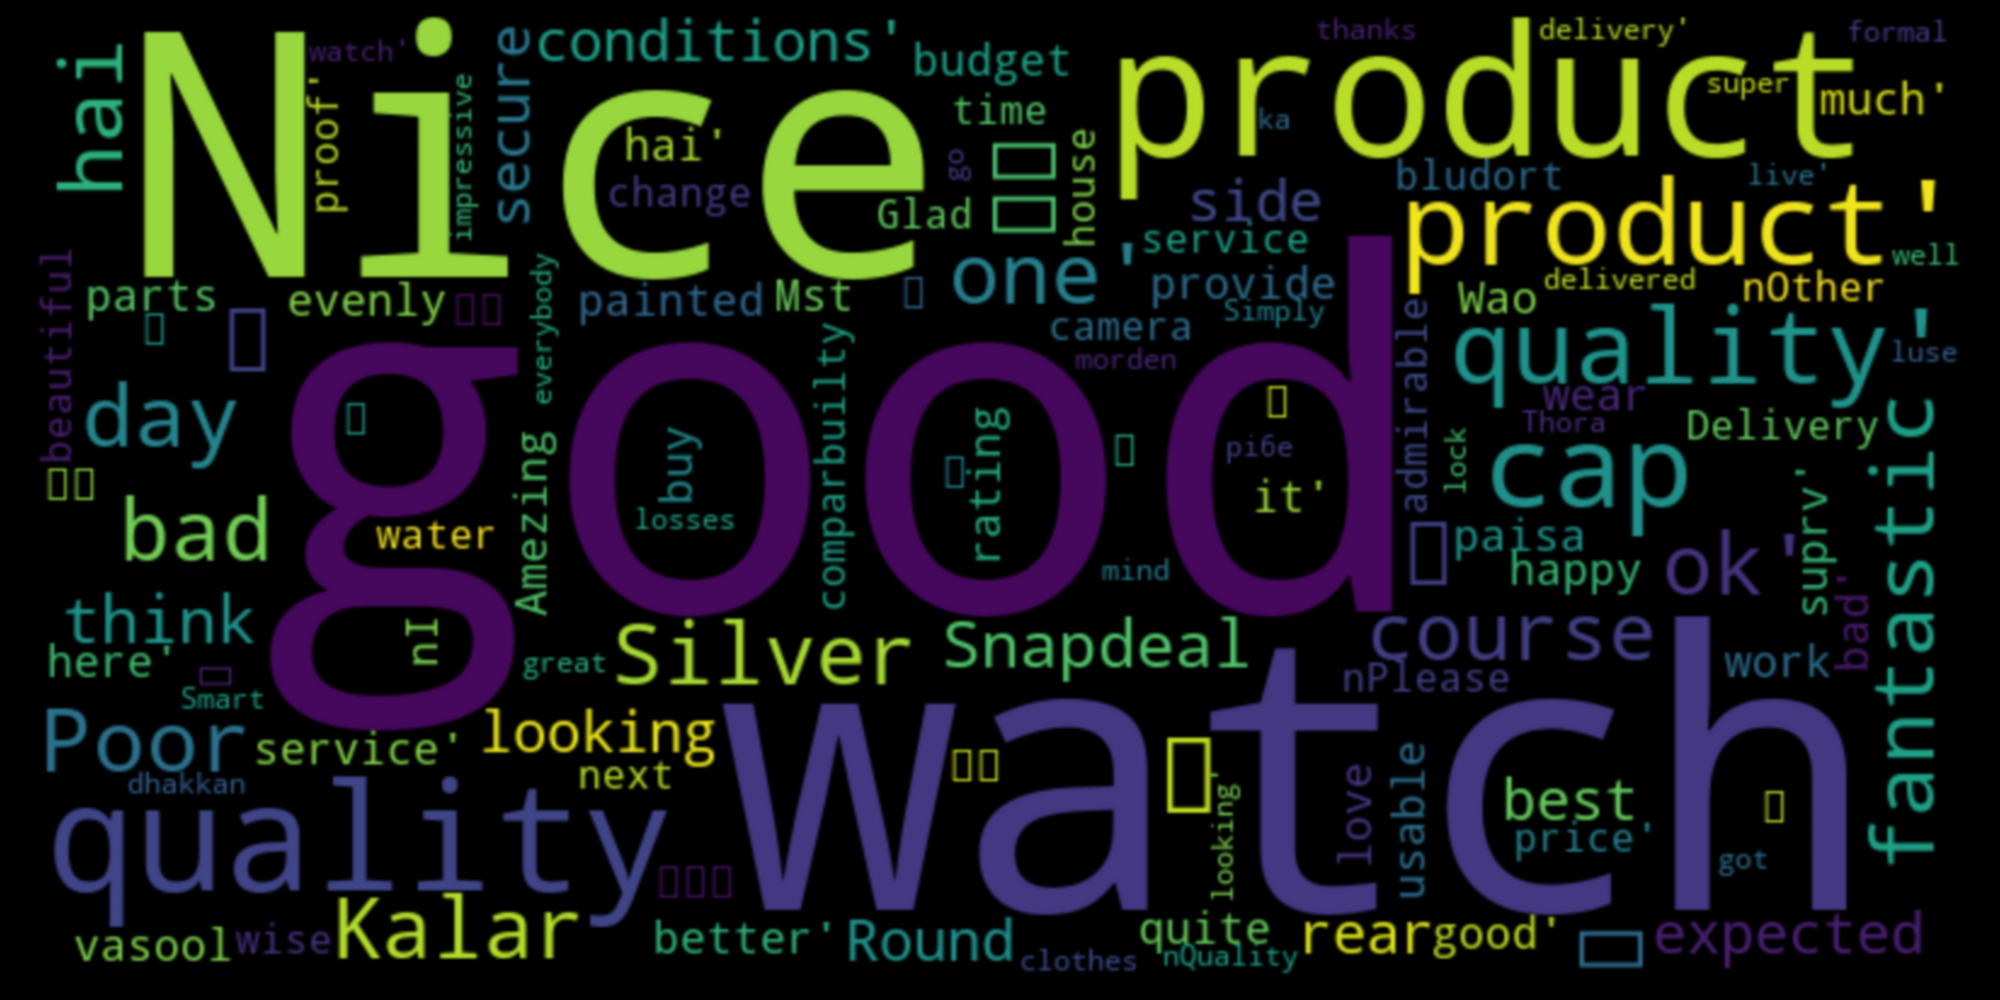 hai
Nice
watch'
proof'
impressive
secure
conditions'
budget
hai'
change
time
go
Glad
house
product
thanks
delivery'
formal
super
much'
ka
bludort
live'
side
product'
service
well
one'
provide
delivered
nOther
beautiful
parts
evenly
everybody
painted
Mst
Simply
Wao
camera
morden
quality'
luse
day
good
comparbuilty
admirable
wear
Thora
Delivery
fantastic
buy
rating
pi6e
lock
cap
bad
water
Amezing
losses
it'
paisa
suprv'
mind
happy
ok'
think
nI
bad'
here'
great
Silver
Snapdeal
course
work
Smart
nPlease
Poor
service'
looking
watch
next
dhakkan
quality
looking'
love
usable
best
price'
got
vasool
wise
Kalar
better'
Round
clothes
quite
nQuality
rear
good'
expected